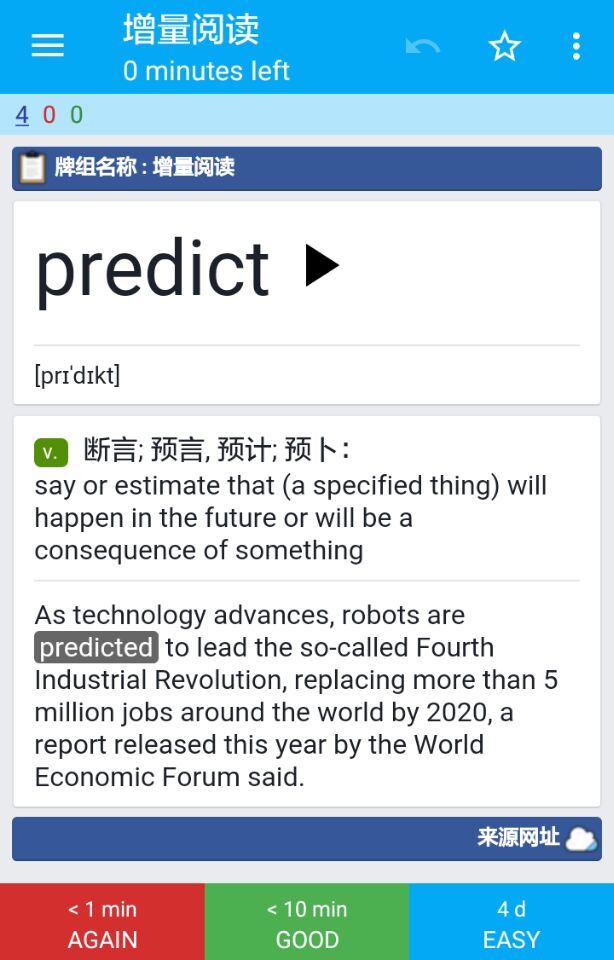 增量阅读
0 minutes left
4 0 0
牌组名称 : 增量阅读
predict
[prɪˈdɪkt]
v. 断言; 预言, 预计; 预卜：
say or estimate that (a specified thing) will
happen in the future or will be a
consequence of something
As technology advances, robots are
predicted to lead the so-called Fourth
Industrial Revolution, replacing more than 5
million jobs around the world by 2020, a
report released this year by the World
Economic Forum said.
来源网址
< 1 min < 10 min 4 d
AGAIN GOOD EASY